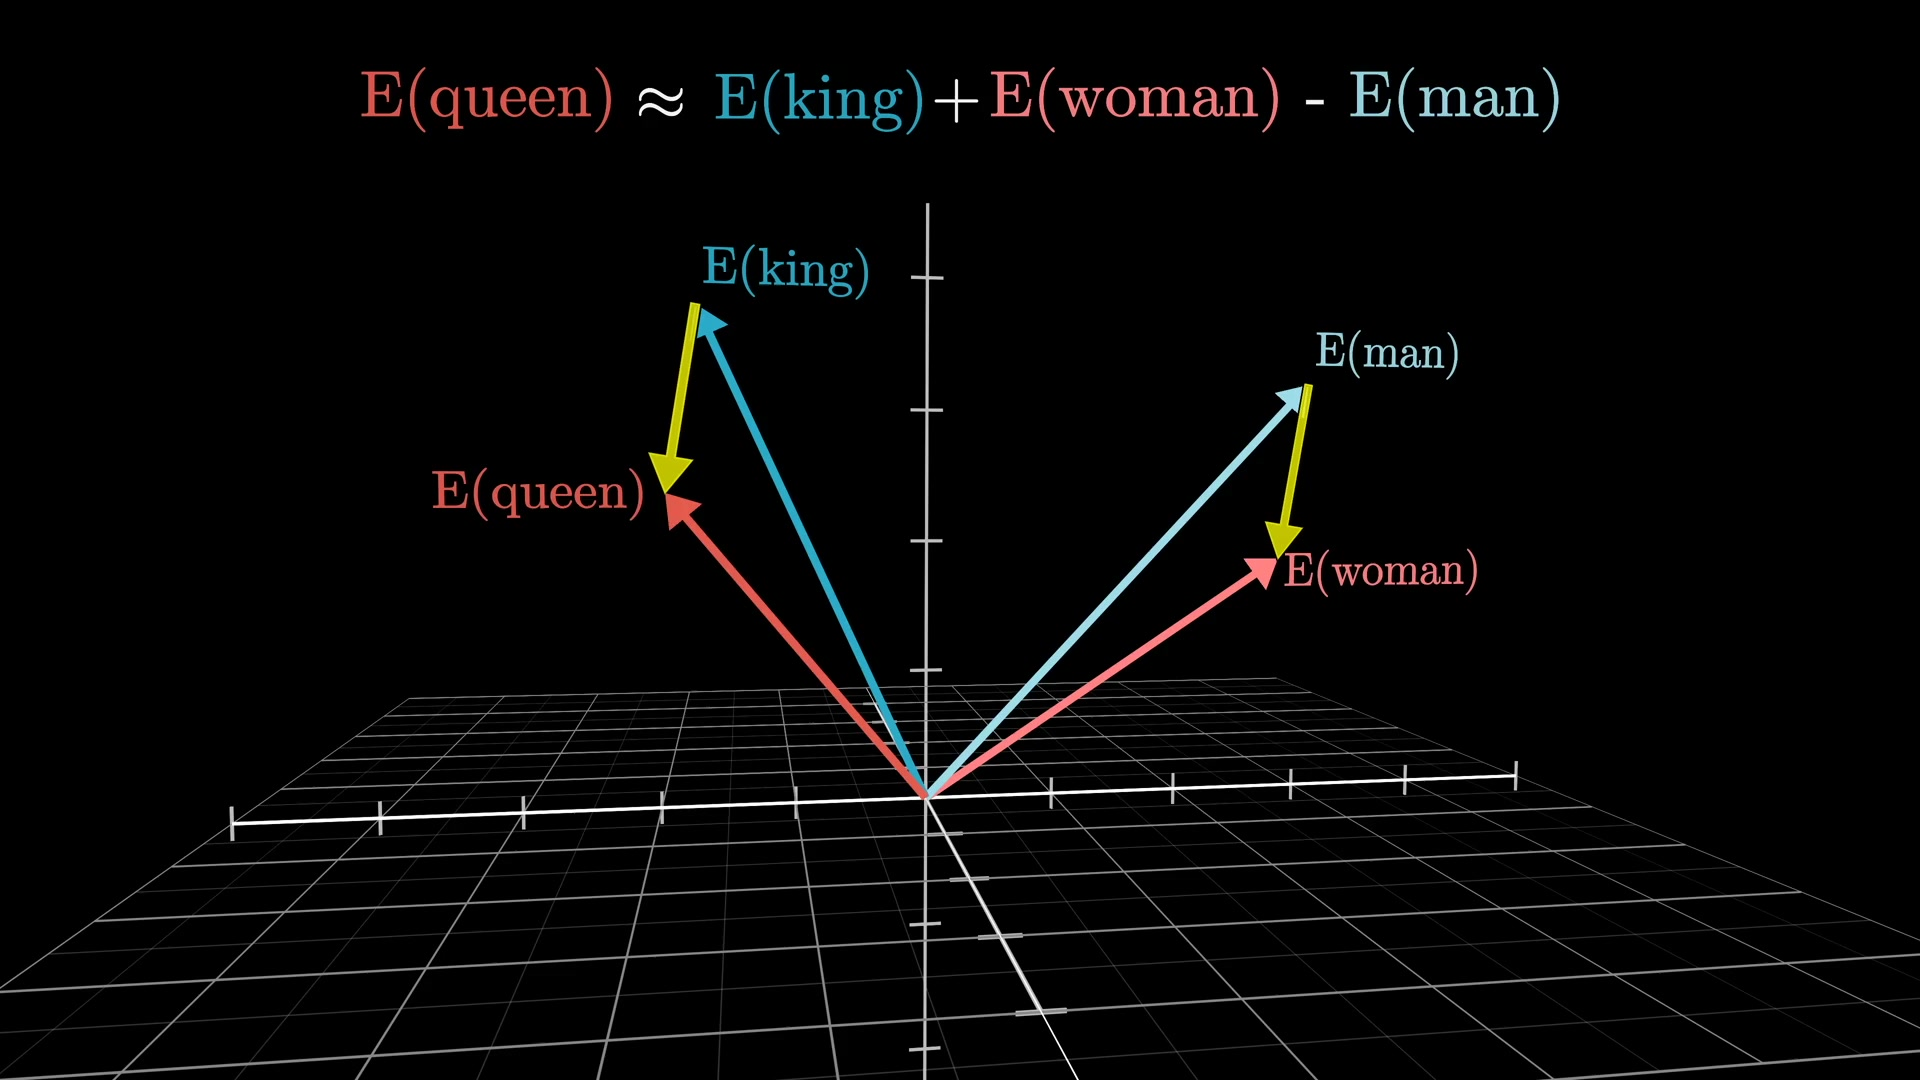 E(queen) ≈ E(king)+E(woman) - E(man)
E(king)
E(man)
E(queen)
E(woman)